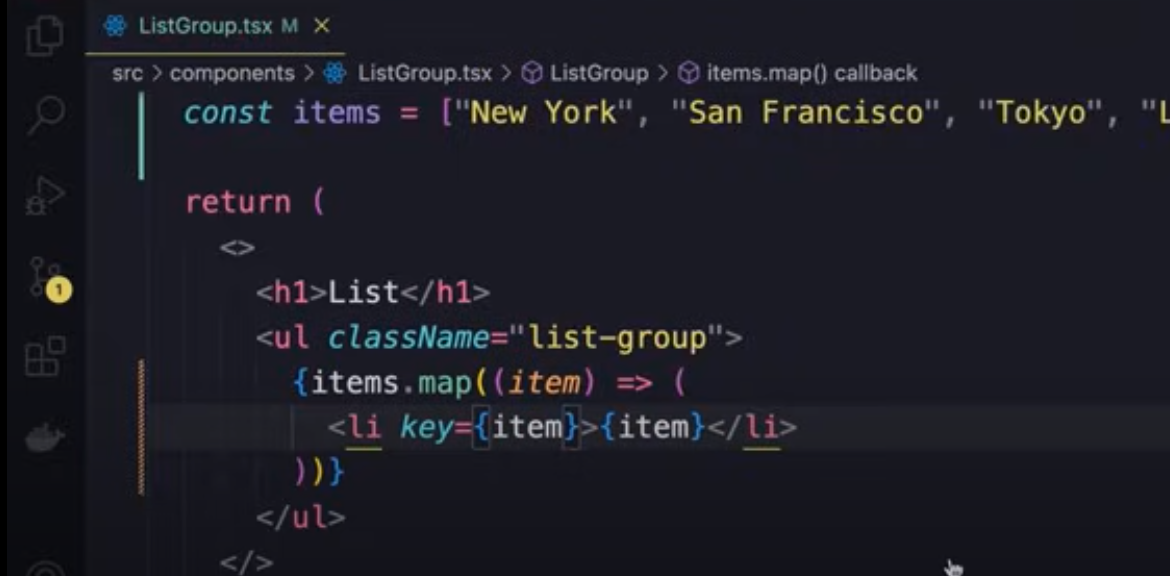 ListGroup.tsx M ×
src > components > ListGroup.tsx > ListGroup > items.map() callback
const items = ["New York", "San Francisco", "Tokyo", "L
return (
<>
<h1>List</h1>
<ul className="list-group">
{items.map((item) => (
<li key={item}>{item}</li>
))}
</ul>
</>
1